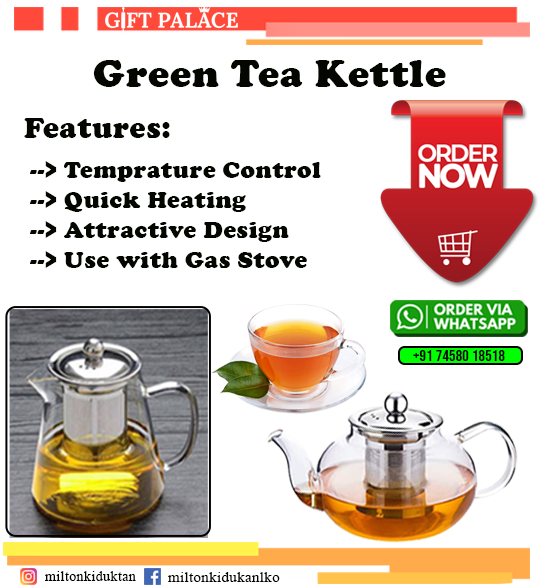 GIFT PALACE
Green Tea Kettle
Features:
--> Temprature Control
--> Quick Heating
--> Attractive Design
--> Use with Gas Stove
ORDER
NOW
ORDER VIA
WHATSAPP
+91 74580 18518
miltonkiduktan
miltonkidukanlko